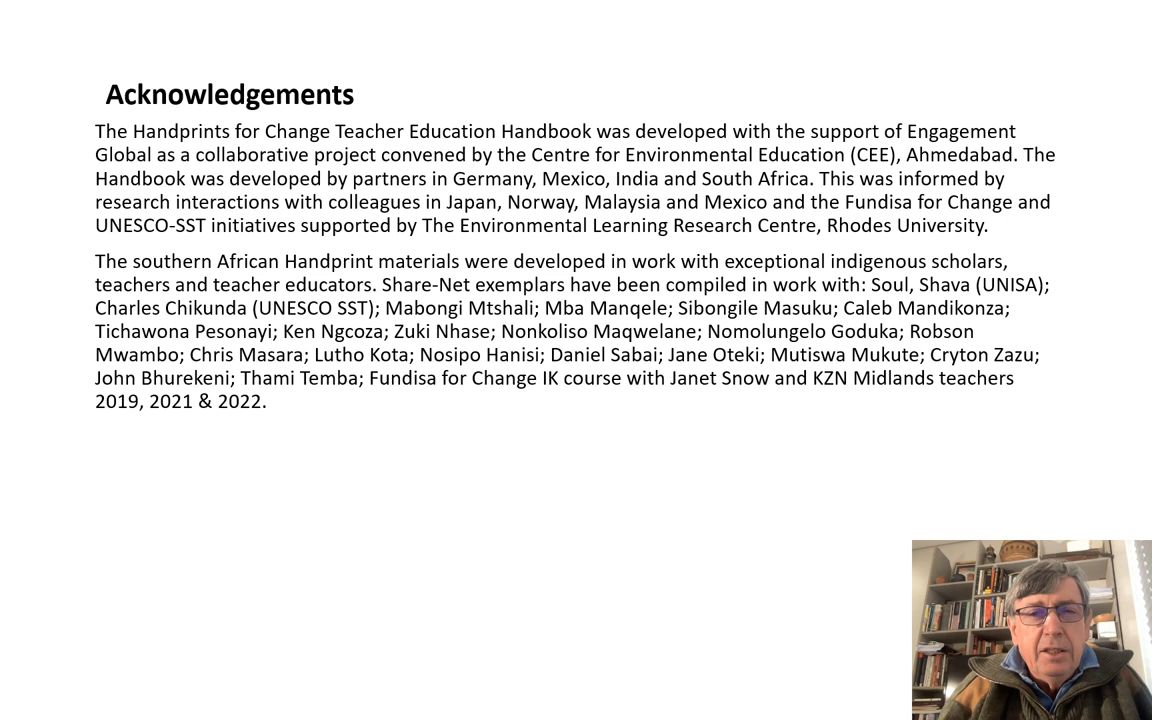 Acknowledgements
The Handprints for Change Teacher Education Handbook was developed with the support of Engagement
Global as a collaborative project convened by the Centre for Environmental Education (CEE), Ahmedabad. The
Handbook was developed by partners in Germany, Mexico, India and South Africa. This was informed by
research interactions with colleagues in Japan, Norway, Malaysia and Mexico and the Fundisa for Change and
UNESCO-SST initiatives supported by The Environmental Learning Research Centre, Rhodes University.
The southern African Handprint materials were developed in work with exceptional indigenous scholars,
teachers and teacher educators. Share-Net exemplars have been compiled in work with: Soul, Shava (UNISA);
Charles Chikunda (UNESCO SST); Mabongi Mtshali; Mba Manqele; Sibongile Masuku; Caleb Mandikonza;
Tichawona Pesonayi; Ken Ngcoza; Zuki Nhase; Nonkoliso Maqwelane; Nomolungelo Goduka; Robson
Mwambo; Chris Masara; Lutho Kota; Nosipo Hanisi; Daniel Sabai; Jane Oteki; Mutiswa Mukute; Cryton Zazu;
John Bhurekeni; Thami Temba; Fundisa for Change IK course with Janet Snow and KZN Midlands teachers
2019, 2021 & 2022.